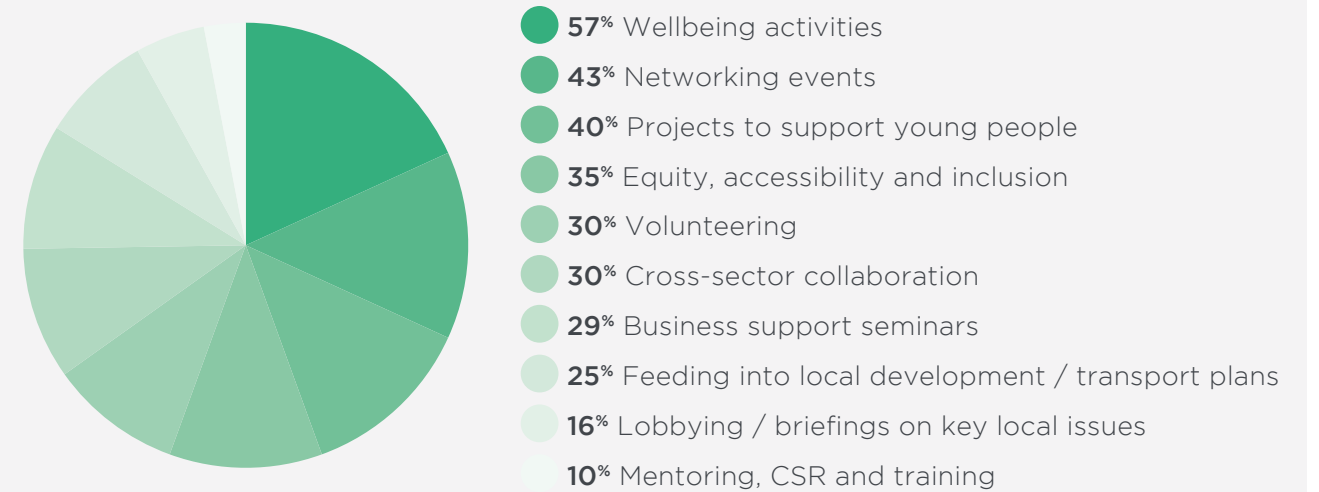 57% Wellbeing activities
43% Networking events
40% Projects to support young people
35% Equity, accessibility and inclusion
30% Volunteering
30% Cross-sector collaboration
29% Business support seminars
25% Feeding into local development / transport plans
16% Lobbying / briefings on key local issues
10% Mentoring, CSR and training